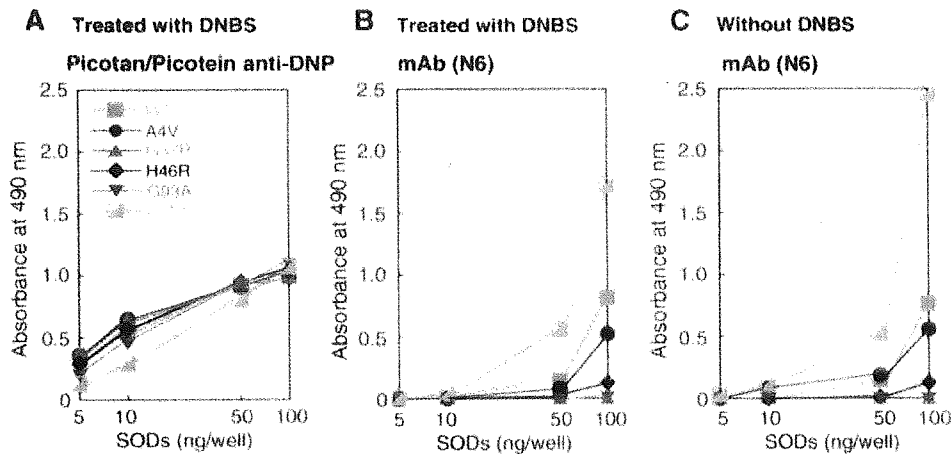 A Treated with DNBS
Picotan/Picotein anti-DNP
Absorbance at 490 nm
2.5
2.0
1.5
1.0
0.5
0
WT
A4V
H46R
G93A
5 10 50 100
SODs (ng/well)
B Treated with DNBS
mAb (N6)
Absorbance at 490 nm
2.5
2.0
1.5
1.0
0.5
0
5 10 50 100
SODs (ng/well)
C Without DNBS
mAb (N6)
Absorbance at 490 nm
2.5
2.0
1.5
1.0
0.5
0
5 10 50 100
SODs (ng/well)